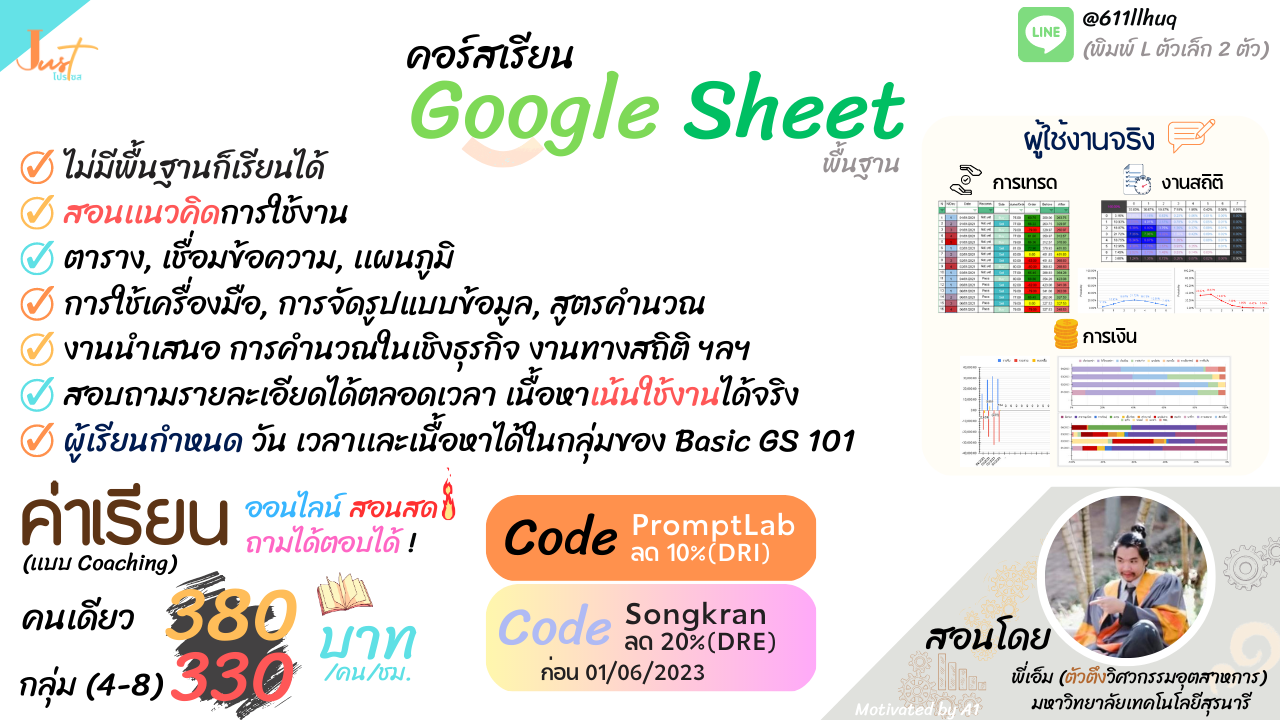 Just
โปรเซส
LINE
@611llhuq
(พิมพ์ L ตัวเล็ก 2 ตัว)
คอร์สเรียน
Google Sheet
พื้นฐาน
ไม่มีพื้นฐานก็เรียนได้
สอนแนวคิดการใช้งาน
ตาราง, เชื่อมข้อความ, แผนภูมิ
การใช้เครื่องมือ, การจัดรูปแบบข้อมูล, สูตรคำนวณ
งานนำเสนอ การคำนวณในเชิงธุรกิจ งานทางสถิติ ฯลฯ
สอบถามรายละเอียดได้ตลอดเวลา เนื้อหาเน้นใช้งานได้จริง
ผู้เรียนกำหนด วัน เวลาและเนื้อหาได้ในกลุ่มของ Basic GS 101
ผู้ใช้งานจริง
การเทรด
งานสถิติ
การเงิน
ค่าเรียน
(แบบ Coaching)
ออนไลน์ สอนสด
ถามได้ตอบได้ !
คนเดียว 380
กลุ่ม (4-8) 330
บาท
/คน/ชม.
Code PromptLab
ลด 10%(DRI)
Code Songkran
ลด 20%(DRE)
ก่อน 01/06/2023
สอนโดย
พี่เอ็ม (ตัวตึงวิศวกรรมอุตสาหการ)
มหาวิทยาลัยเทคโนโลยีสุรนารี
Motivated by A1